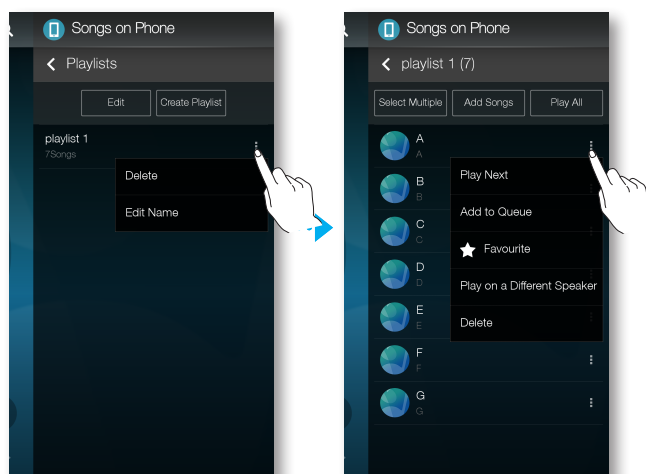 Songs on Phone
Playlists
Edit
Create Playlist
playlist 1
7Songs
Delete
Edit Name
Songs on Phone
playlist 1 (7)
Select Multiple
Add Songs
Play All
A
A
B
B
C
C
D
D
E
E
F
F
G
G
Play Next
Add to Queue
Favourite
Play on a Different Speaker
Delete